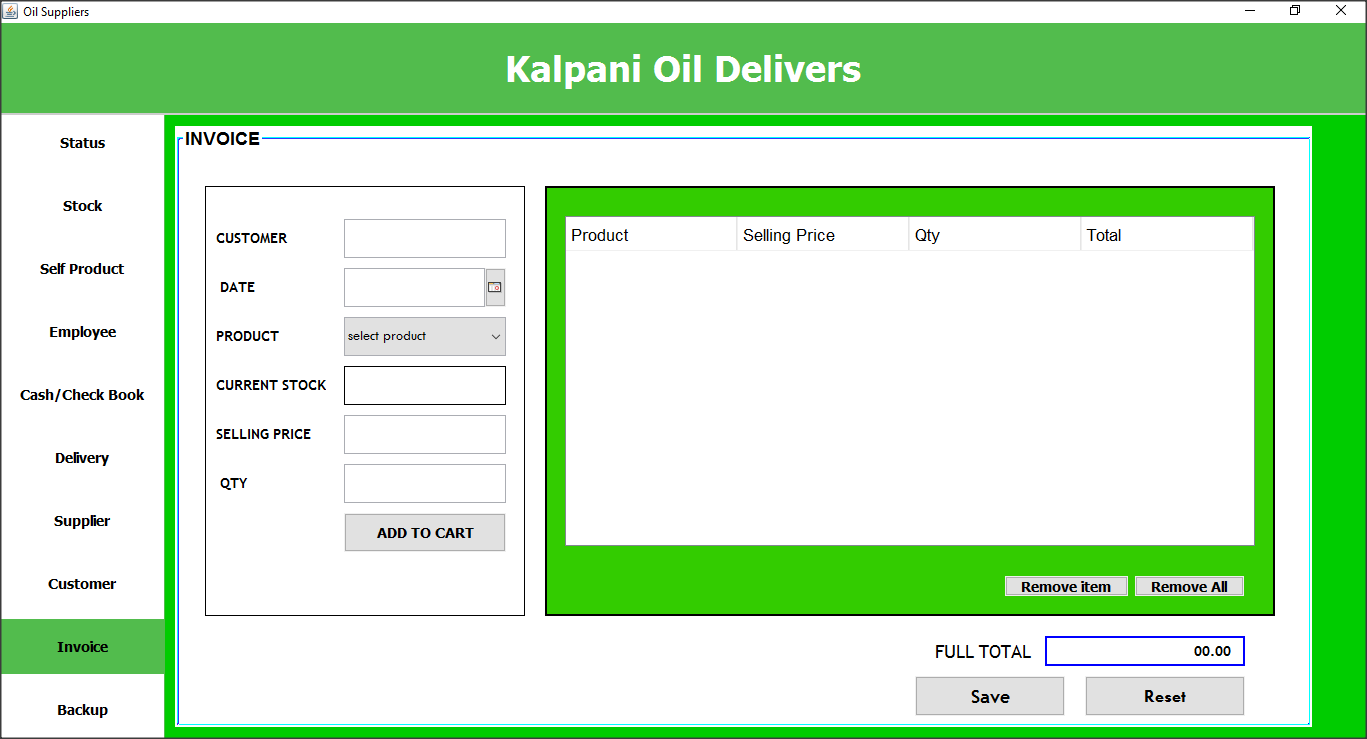 Oil Suppliers
Kalpani Oil Delivers
Status
Stock
Self Product
Employee
Cash/Check Book
Delivery
Supplier
Customer
Invoice
Backup
INVOICE
CUSTOMER
DATE
PRODUCT select product
CURRENT STOCK
SELLING PRICE
QTY
ADD TO CART
Product Selling Price Qty Total
Remove item Remove All
FULL TOTAL 00.00
Save Reset